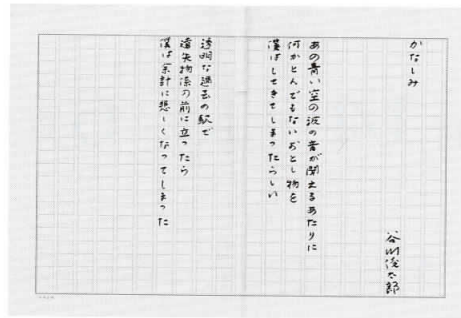 かなしみ
谷川俊太郎
あの青い空の波の音が聞えるあたりに
何かとんでもないおとし物を
僕はしてきてしまったらしい
透明な過去の駅で
遺失物係の前に立ったら
僕は余計に悲しくなってしまった